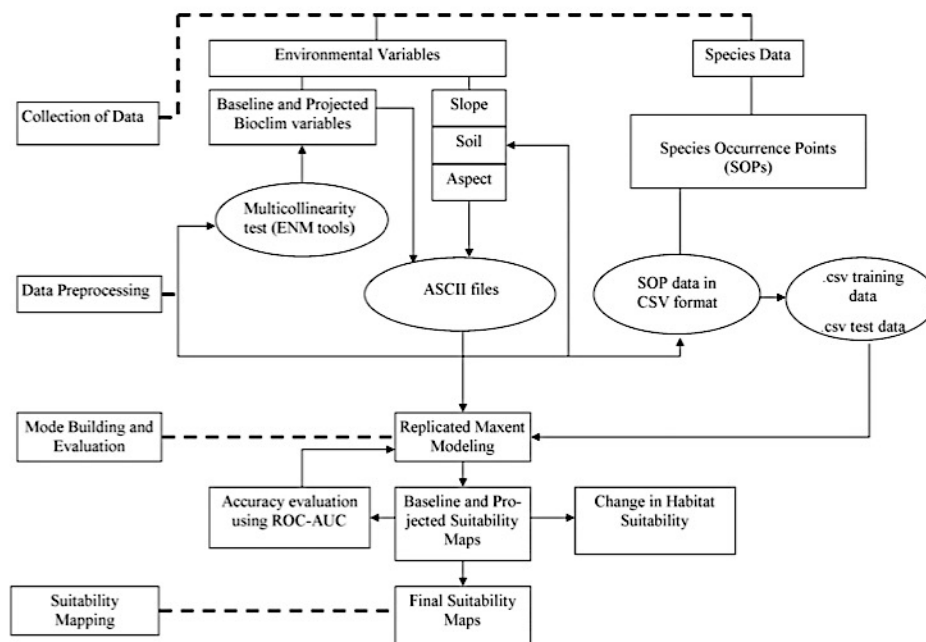 Environmental Variables
Species Data
Collection of Data
Baseline and Projected
Bioclim variables
Slope
Soil
Aspect
Species Occurrence Points
(SOPs)
Multicollinearity
test (ENM tools)
Data Preprocessing
ASCII files
SOP data in
CSV format
.csv training
data
.csv test data
Mode Building and
Evaluation
Replicated Maxent
Modeling
Accuracy evaluation
using ROC-AUC
Baseline and Pro-
jected Suitability
Maps
Change in Habitat
Suitability
Suitability
Mapping
Final Suitability
Maps